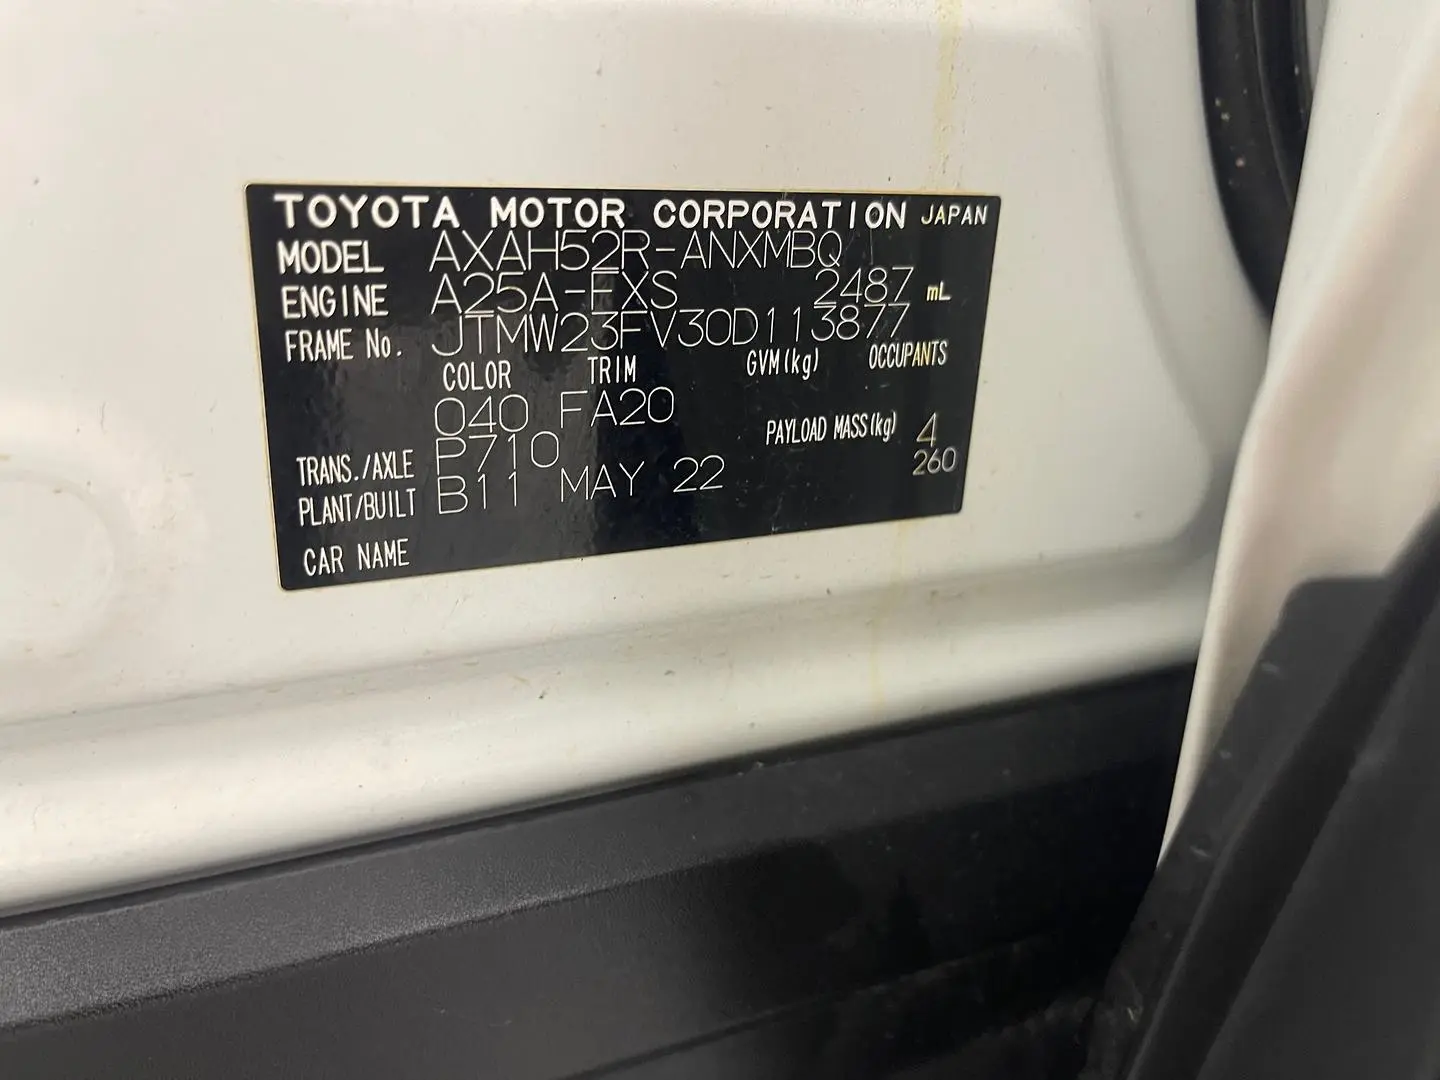 TOYOTA MOTOR CORPORATION JAPAN
MODEL AXAH52R-ANXMBQ
ENGINE A25A-FXS 2487 mL
FRAME No. JTMW23FV30D113877
COLOR TRIM GVM(kg) OCCUPANTS
040 FA20 PAYLOAD MASS(kg) 4
TRANS./AXLE P710 260
PLANT/BUILT B11 MAY 22
CAR NAME